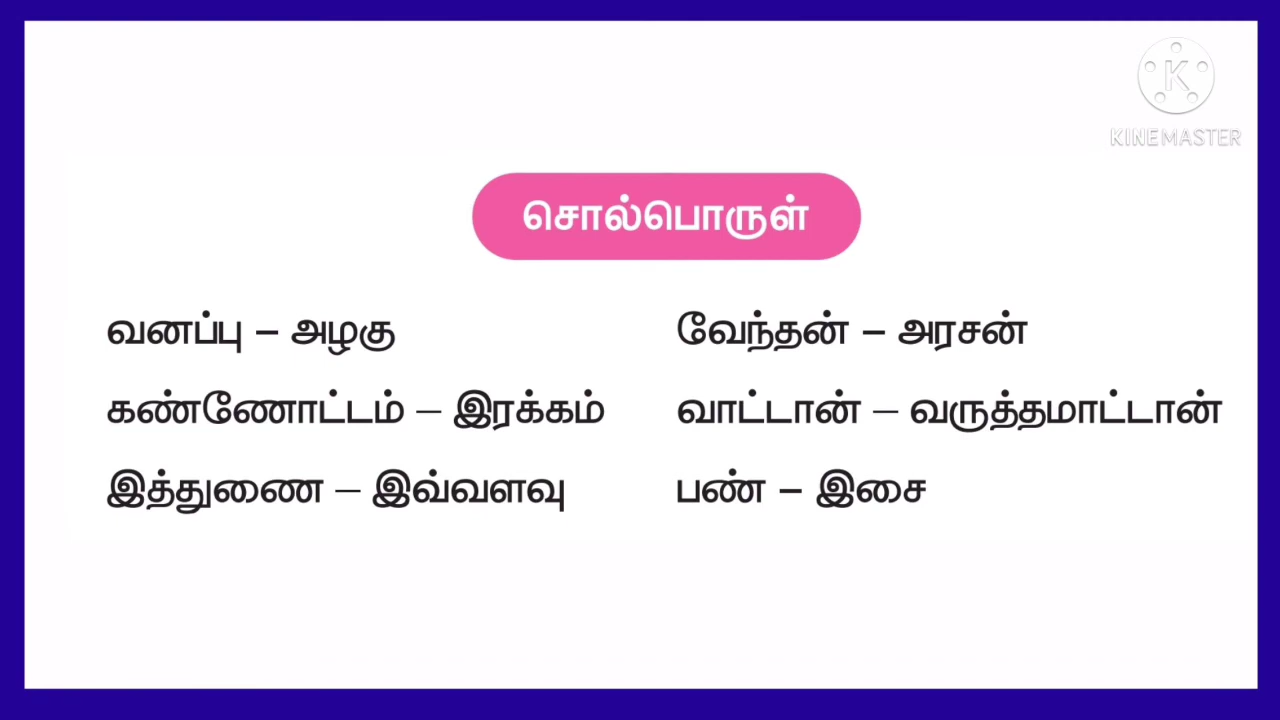 KINEMASTER
சொல்பொருள்
வனப்பு – அழகு
வேந்தன் – அரசன்
கண்ணோட்டம் – இரக்கம்
வாட்டான் – வருத்தமாட்டான்
இத்துணை – இவ்வளவு
பண் – இசை